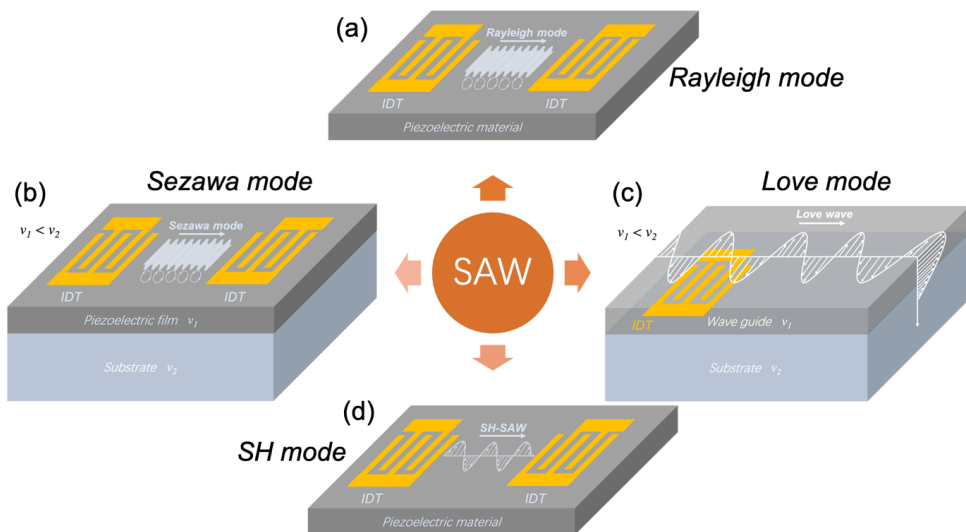 (a)
Rayleigh mode
IDT
IDT
Piezoelectric material
Rayleigh mode
(b)
Sezawa mode
v₁ < v₂
Sezawa mode
IDT
IDT
Piezoelectric film v₁
Substrate v₂
SAW
(c)
Love mode
v₁ < v₂
Love wave
IDT
Wave guide v₁
Substrate v₂
(d)
SH mode
SH-SAW
IDT
IDT
Piezoelectric material